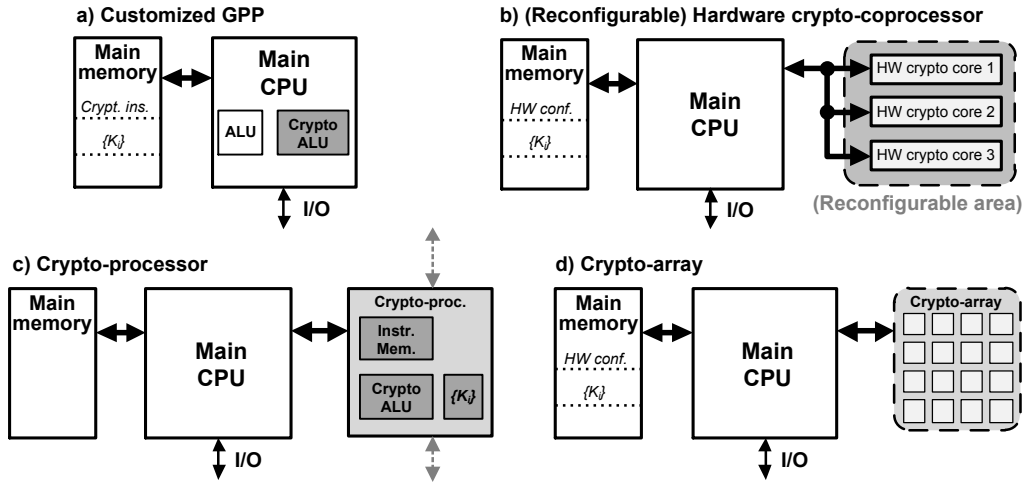 a) Customized GPP
Main
memory
Crypt. ins.
{Ki}
Main
CPU
ALU
Crypto
ALU
I/O
b) (Reconfigurable) Hardware crypto-coprocessor
Main
memory
HW conf.
{Ki}
Main
CPU
I/O
HW crypto core 1
HW crypto core 2
HW crypto core 3
(Reconfigurable area)
c) Crypto-processor
Main
memory
Main
CPU
I/O
Crypto-proc.
Instr.
Mem.
Crypto
ALU
{Ki}
d) Crypto-array
Main
memory
HW conf.
{Ki}
Main
CPU
I/O
Crypto-array